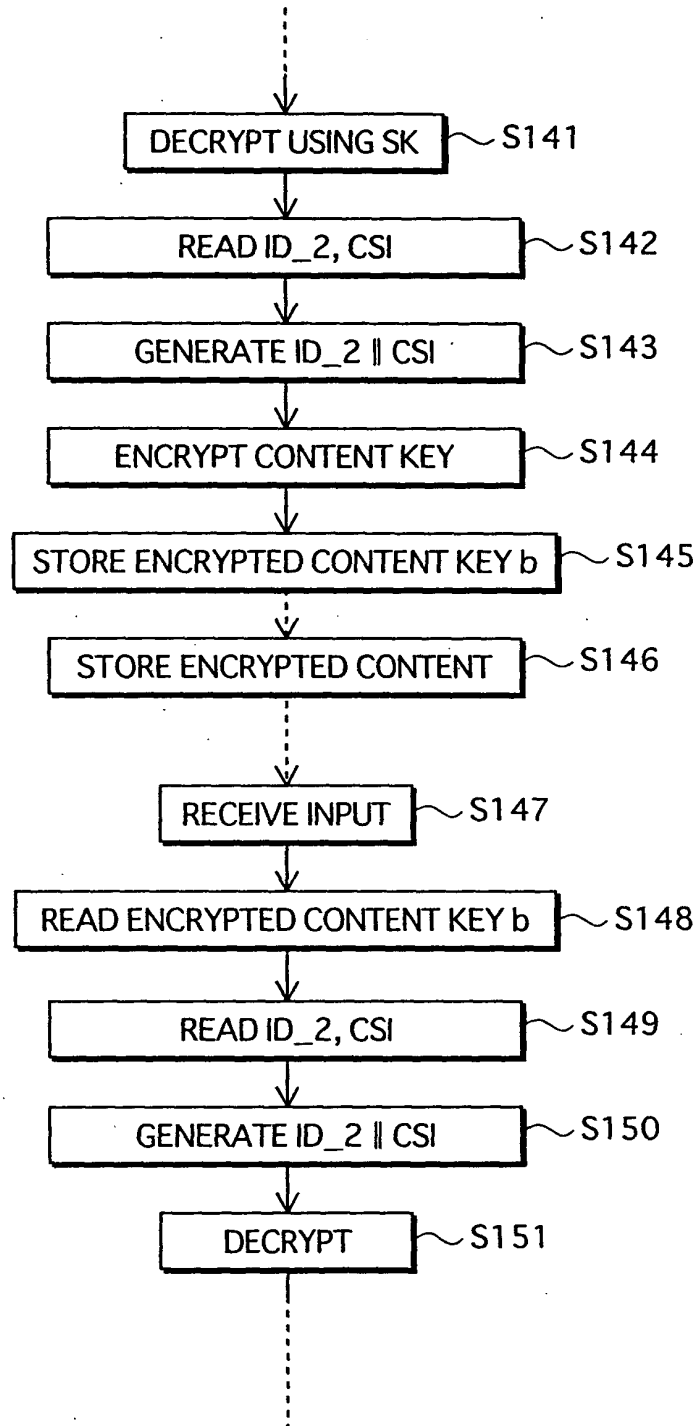 DECRYPT USING SK S141
READ ID_2, CSI S142
GENERATE ID_2 || CSI S143
ENCRYPT CONTENT KEY S144
STORE ENCRYPTED CONTENT KEY b S145
STORE ENCRYPTED CONTENT S146
RECEIVE INPUT S147
READ ENCRYPTED CONTENT KEY b S148
READ ID_2, CSI S149
GENERATE ID_2 || CSI S150
DECRYPT S151